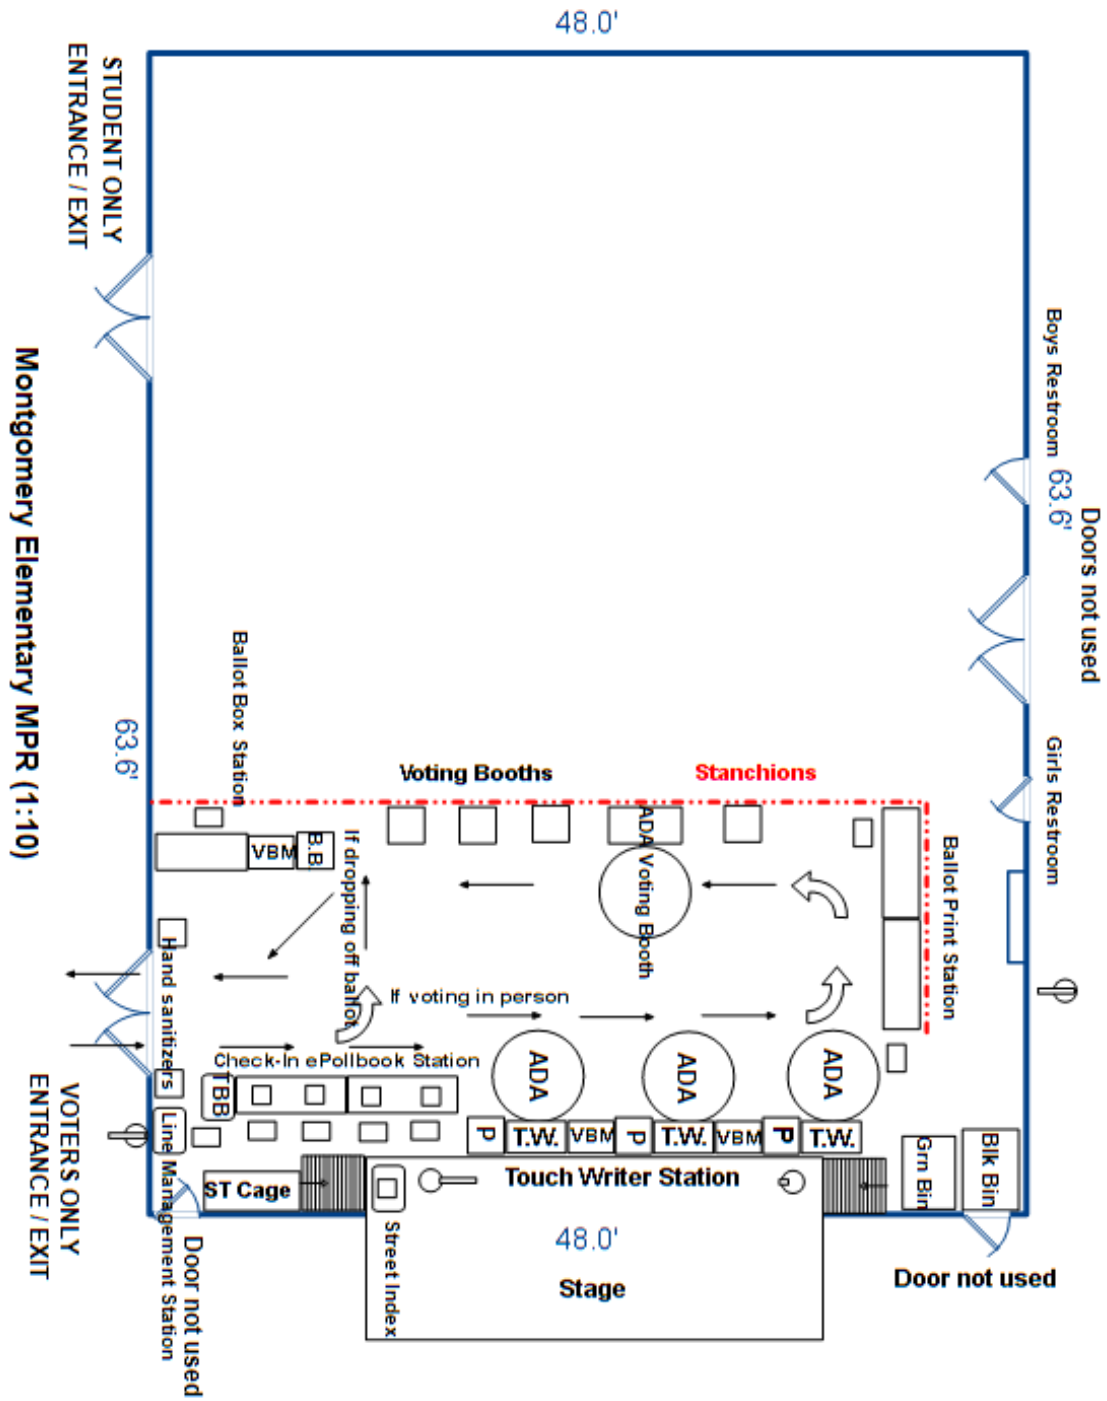 48.0'
STUDENT ONLY
ENTRANCE / EXIT
Boys Restroom
63.6'
Doors not used
Montgomery Elementary MPR (1:10)
63.6'
Ballot Box Station
Girls Restroom
Voting Booths
Stanchions
VBM
B.B.
If dropping off ballot
ADA Voting Booth
Ballot Print Station
Hand sanitizers
If voting in person
Check-In ePollbook Station
TBB
ADA
ADA
ADA
VOTERS ONLY
ENTRANCE / EXIT
Line Management Station
P
T.W.
VBM
P
T.W.
VBM
P
T.W.
Grn Bin
Blk Bin
ST Cage
Touch Writer Station
Street Index
48.0'
Stage
Door not used
Door not used